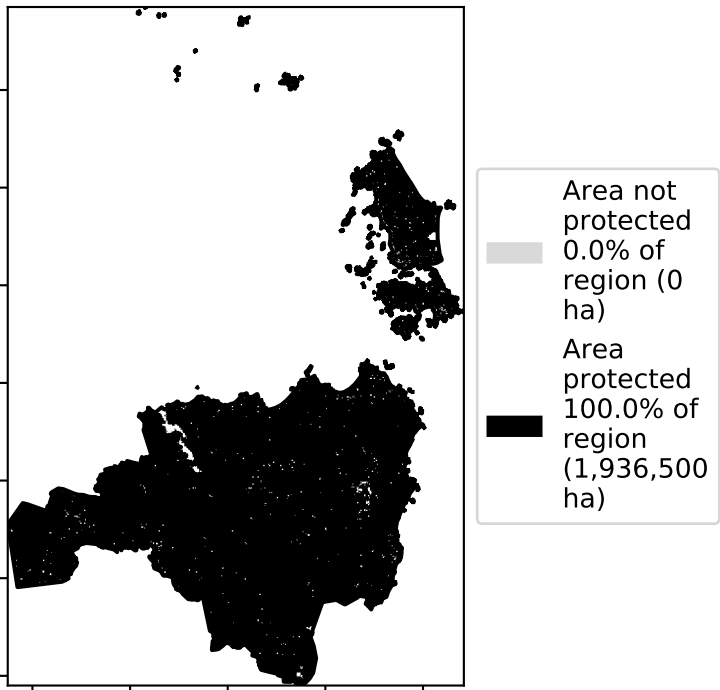 Area not
protected
0.0% of
region (0
ha)
Area
protected
100.0% of
region
(1,936,500
ha)